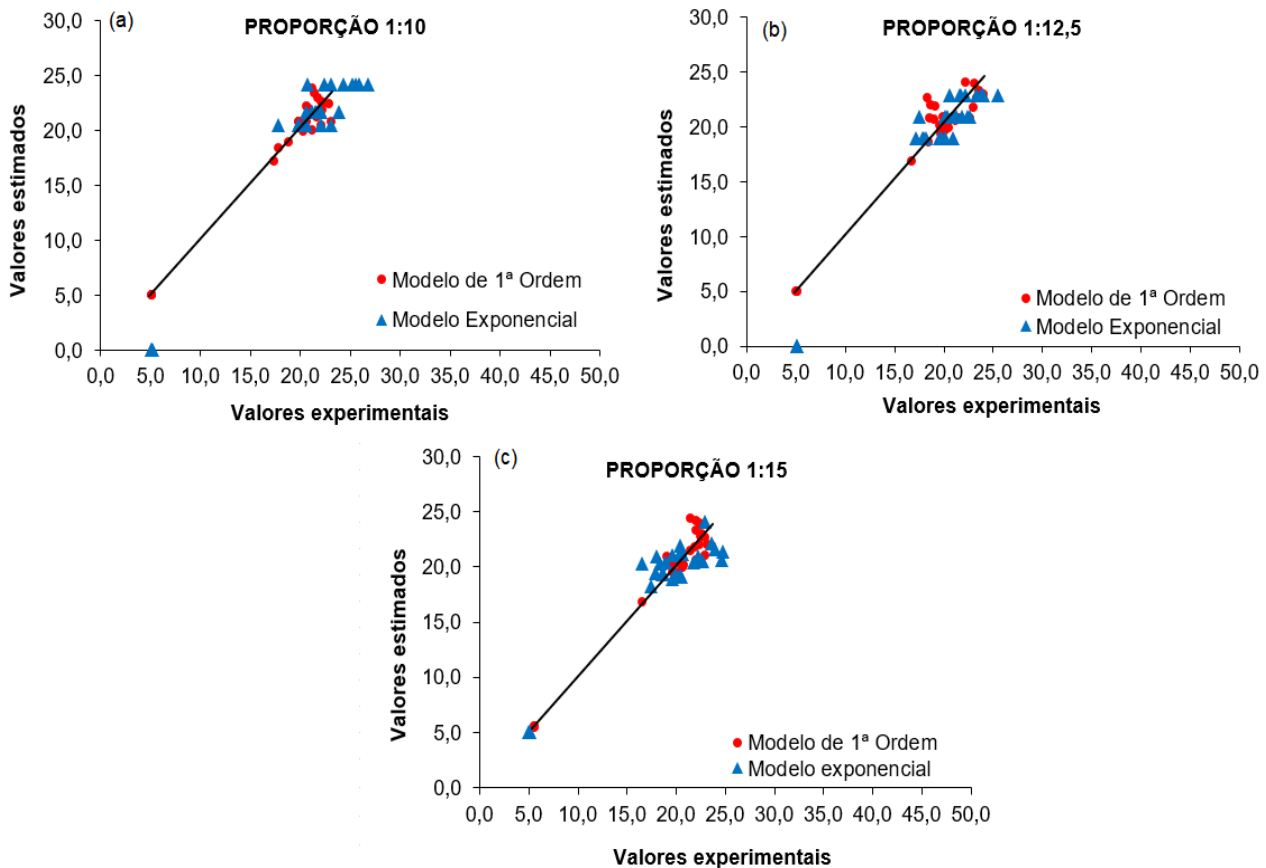 (a)
PROPORÇÃO 1:10
30,0
25,0
20,0
15,0
10,0
5,0
0,0
Valores estimados
Modelo de 1ª Ordem
Modelo Exponencial
0,0 5,0 10,0 15,0 20,0 25,0 30,0 35,0 40,0 45,0 50,0
Valores experimentais
(b)
PROPORÇÃO 1:12,5
30,0
25,0
20,0
15,0
10,0
5,0
0,0
Valores estimados
Modelo de 1ª Ordem
Modelo Exponencial
0,0 5,0 10,0 15,0 20,0 25,0 30,0 35,0 40,0 45,0 50,0
Valores experimentais
(c)
PROPORÇÃO 1:15
30,0
25,0
20,0
15,0
10,0
5,0
0,0
Valores estimados
Modelo de 1ª Ordem
Modelo exponencial
0,0 5,0 10,0 15,0 20,0 25,0 30,0 35,0 40,0 45,0 50,0
Valores experimentais